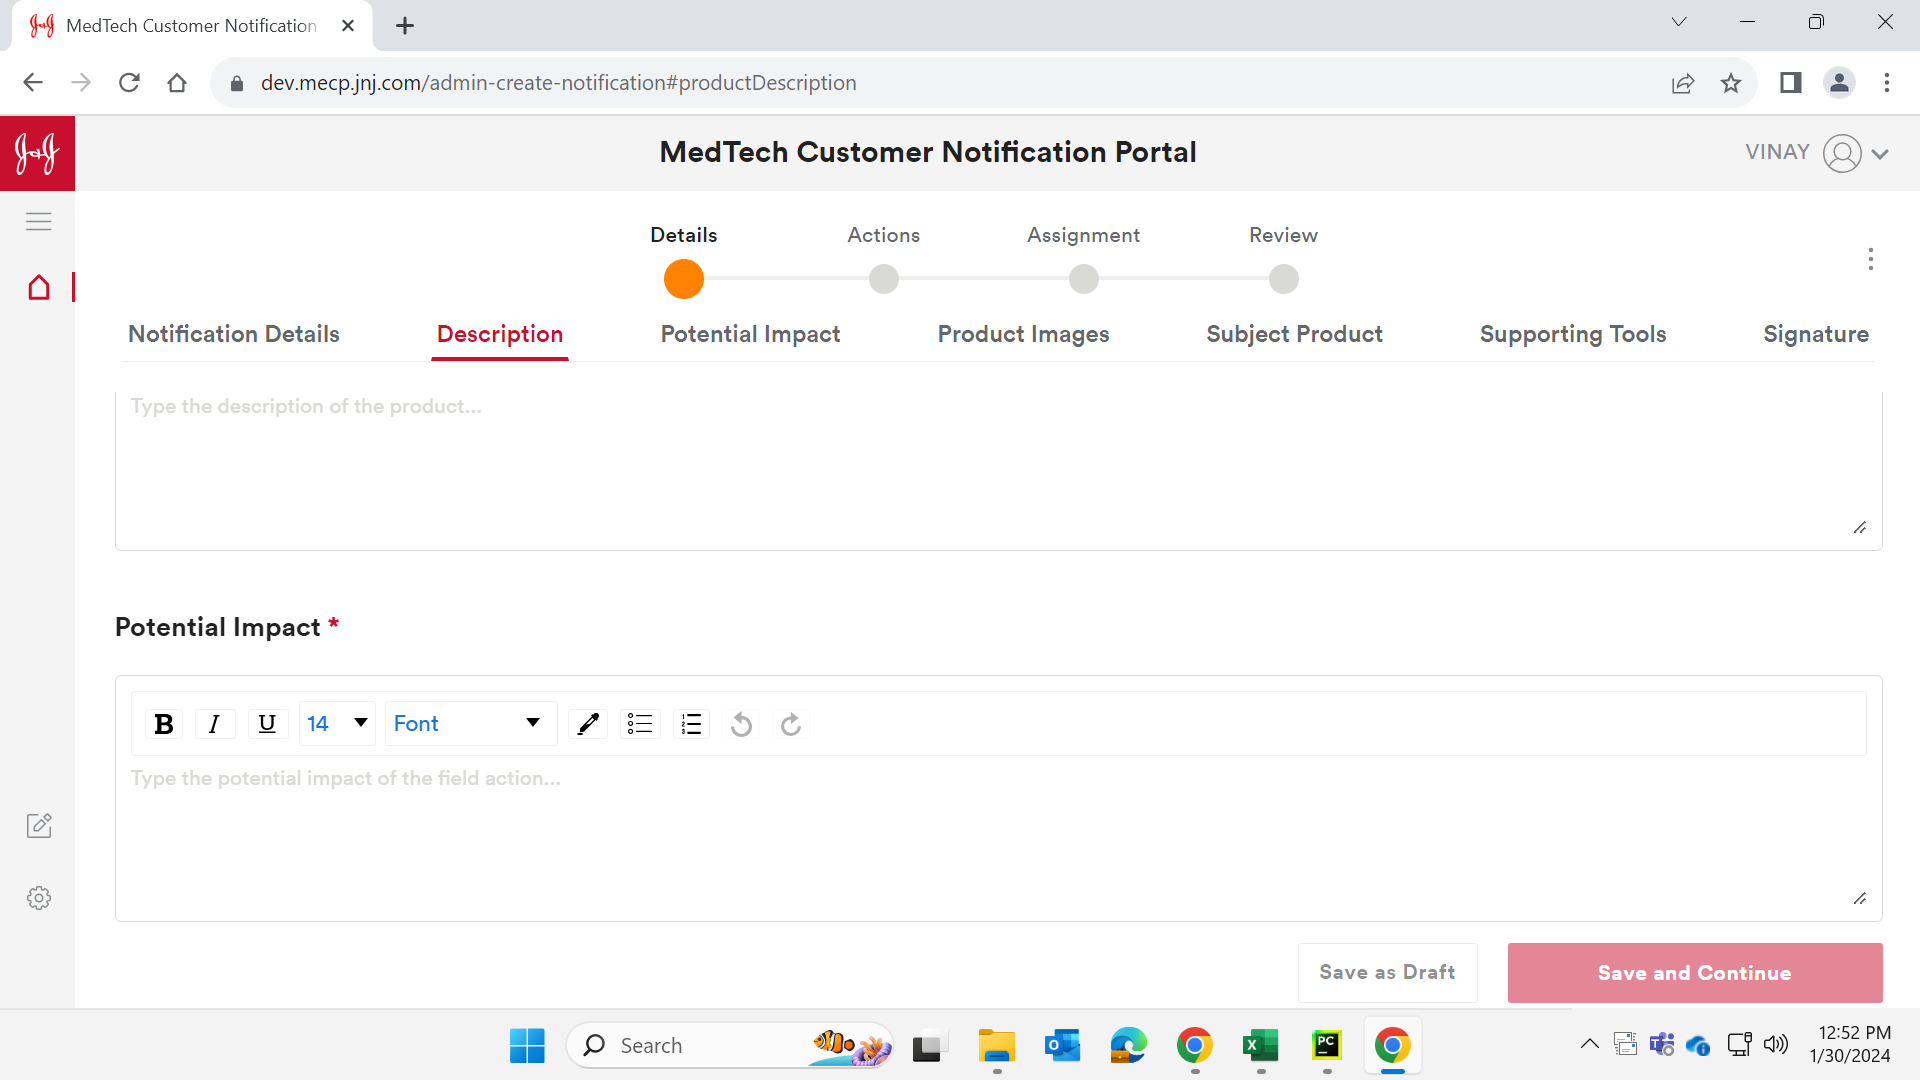 MedTech Customer Notification
dev.mecp.jnj.com/admin-create-notification#productDescription
J&J
MedTech Customer Notification Portal
VINAY
Details
Actions
Assignment
Review
Notification Details
Description
Potential Impact
Product Images
Subject Product
Supporting Tools
Signature
Type the description of the product...
Potential Impact *
B I U 14 Font
Type the potential impact of the field action...
Save as Draft
Save and Continue
Search
PC
12:52 PM
1/30/2024